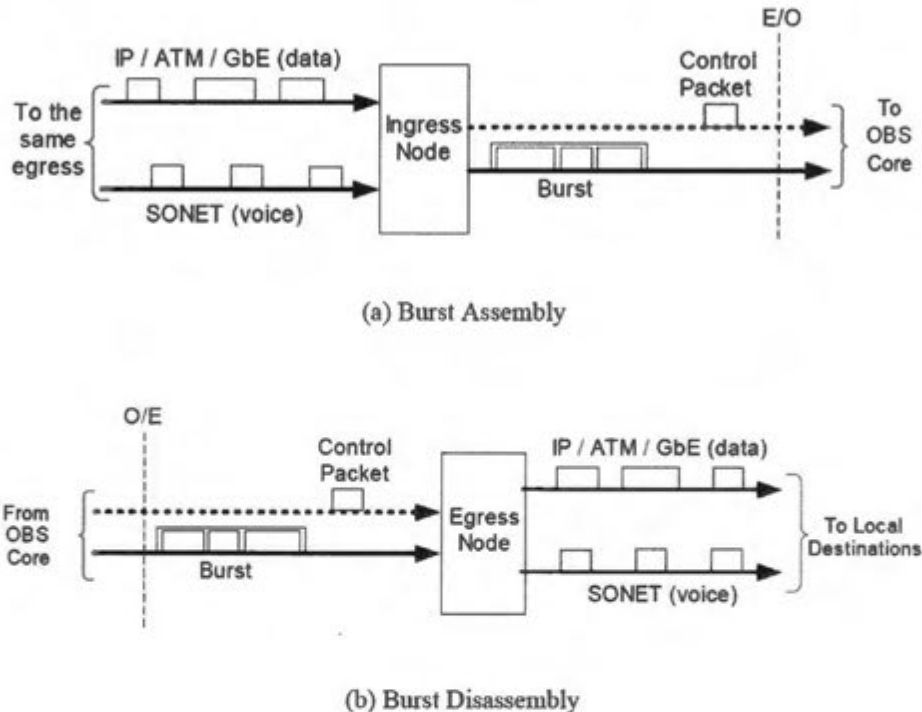 E/O
IP / ATM / GbE (data)
Control
Packet
To the
same
egress
Ingress
Node
To
OBS
Core
SONET (voice)
Burst
(a) Burst Assembly
O/E
Control
Packet
IP / ATM / GbE (data)
From
OBS
Core
Egress
Node
To Local
Destinations
Burst
SONET (voice)
(b) Burst Disassembly